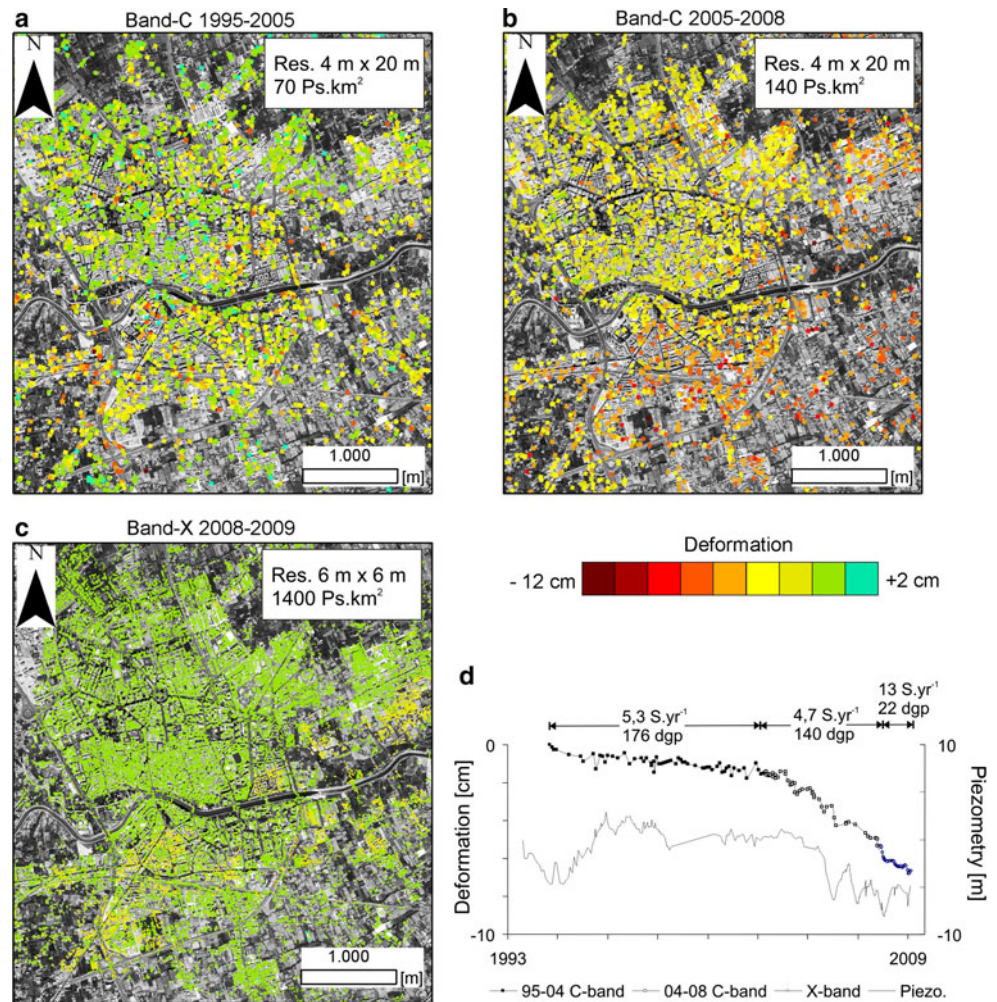 a
Band-C 1995-2005
N
Res. 4 m x 20 m
70 Ps.km²
1.000
[m]
b
Band-C 2005-2008
N
Res. 4 m x 20 m
140 Ps.km²
1.000
[m]
c
Band-X 2008-2009
N
Res. 6 m x 6 m
1400 Ps.km²
1.000
[m]
Deformation
- 12 cm
+2 cm
d
13 S.yr⁻¹
22 dgp
5,3 S.yr⁻¹
176 dgp
4,7 S.yr⁻¹
140 dgp
0
10
Deformation [cm]
Piezometry [m]
-10
-10
1993
2009
95-04 C-band
04-08 C-band
X-band
Piezo.